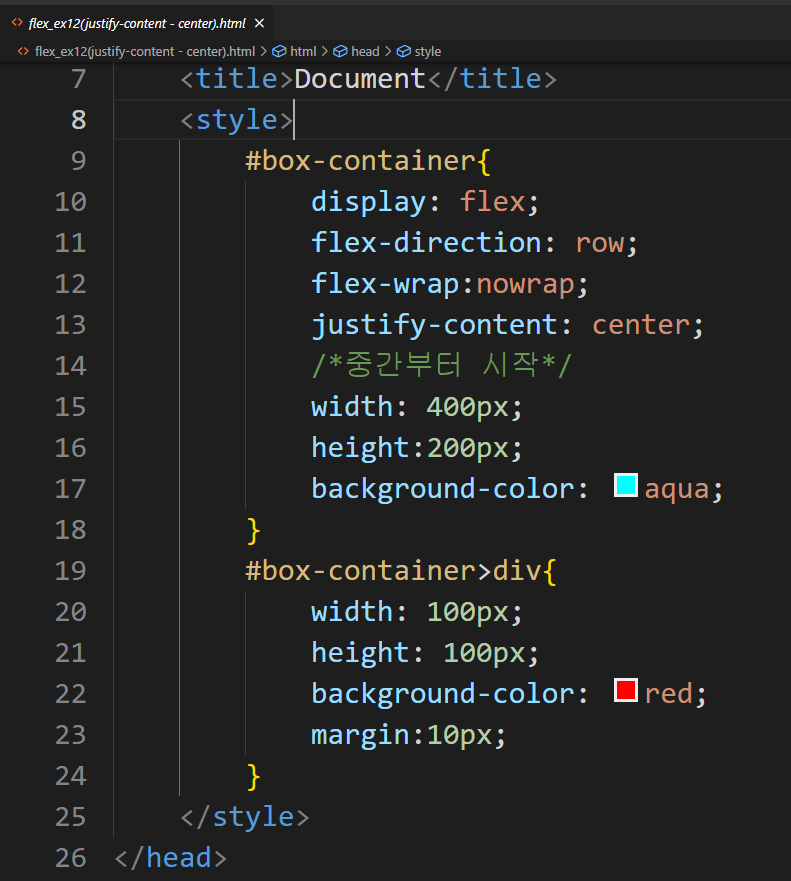 flex_ex12(justify-content - center).html
flex_ex12(justify-content - center).html > html > head > style
7 <title>Document</title>
8 <style>
9 #box-container{
10 display: flex;
11 flex-direction: row;
12 flex-wrap:nowrap;
13 justify-content: center;
14 /*중간부터 시작*/
15 width: 400px;
16 height:200px;
17 background-color: aqua;
18 }
19 #box-container>div{
20 width: 100px;
21 height: 100px;
22 background-color: red;
23 margin:10px;
24 }
25 </style>
26 </head>